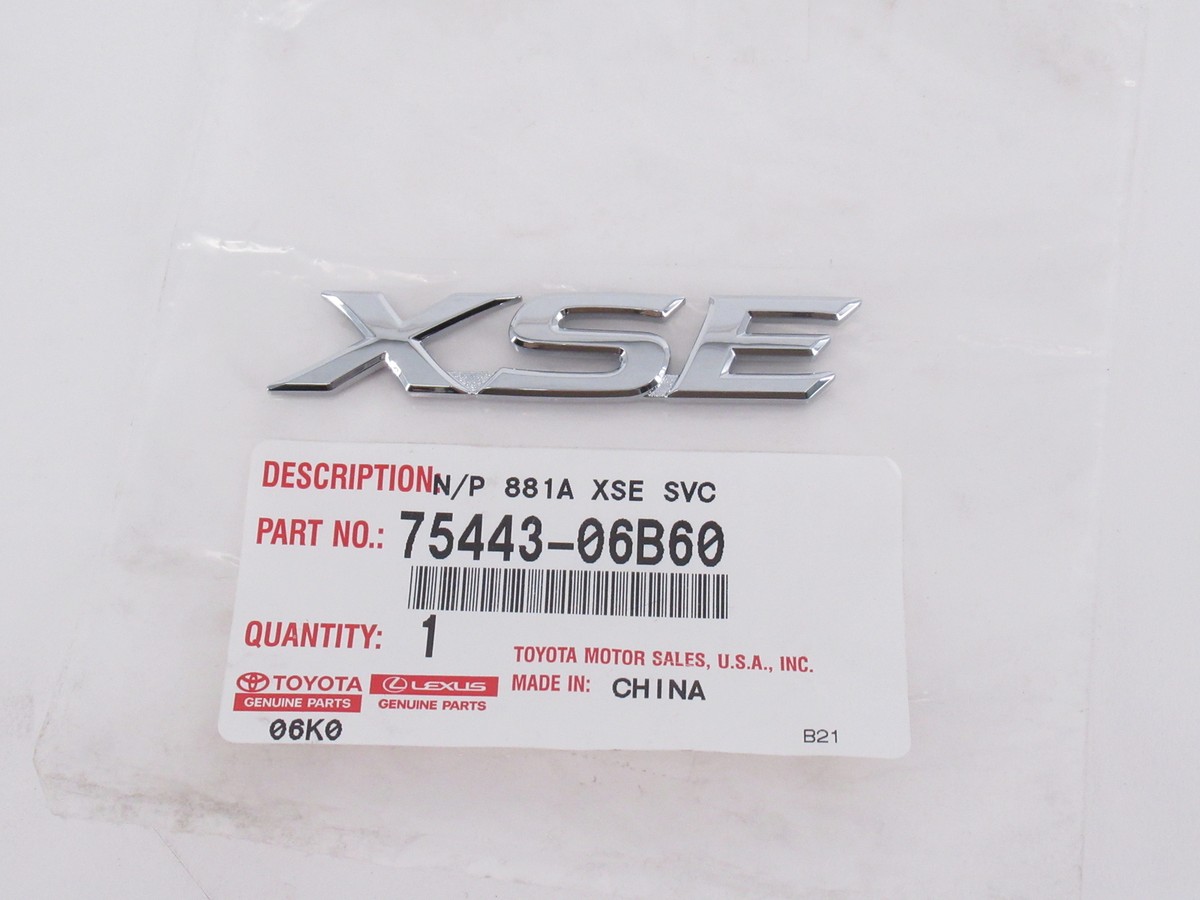 XSE
DESCRIPTION: N/P 881A XSE SVC
PART NO.: 75443-06B60
QUANTITY: 1
TOYOTA MOTOR SALES, U.S.A., INC.
MADE IN: CHINA
TOYOTA
GENUINE PARTS
LEXUS
GENUINE PARTS
06K0
B21